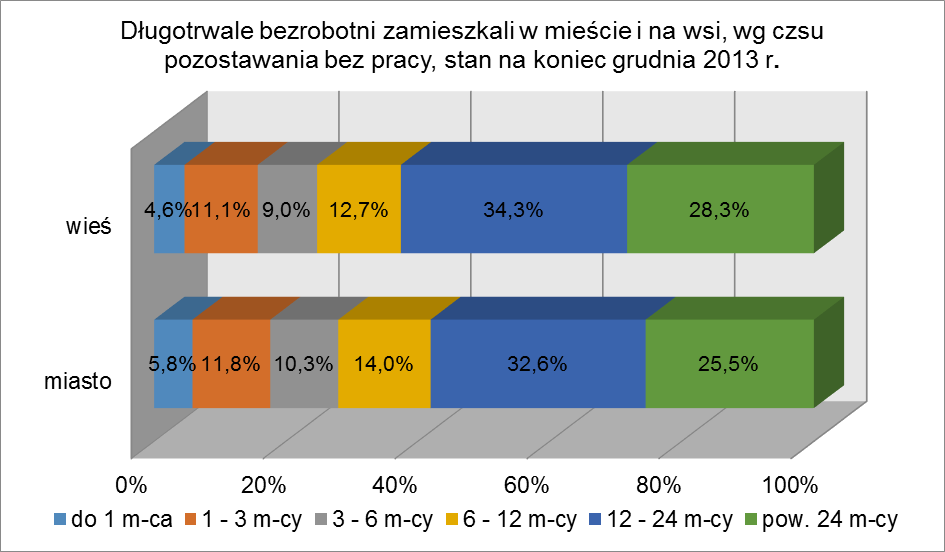 Długotrwale bezrobotni zamieszkali w mieście i na wsi, wg czsu
pozostawania bez pracy, stan na koniec grudnia 2013 r.
wieś
4,6% 11,1% 9,0% 12,7% 34,3% 28,3%
miasto
5,8% 11,8% 10,3% 14,0% 32,6% 25,5%
0% 20% 40% 60% 80% 100%
do 1 m-ca 1 - 3 m-cy 3 - 6 m-cy 6 - 12 m-cy 12 - 24 m-cy pow. 24 m-cy